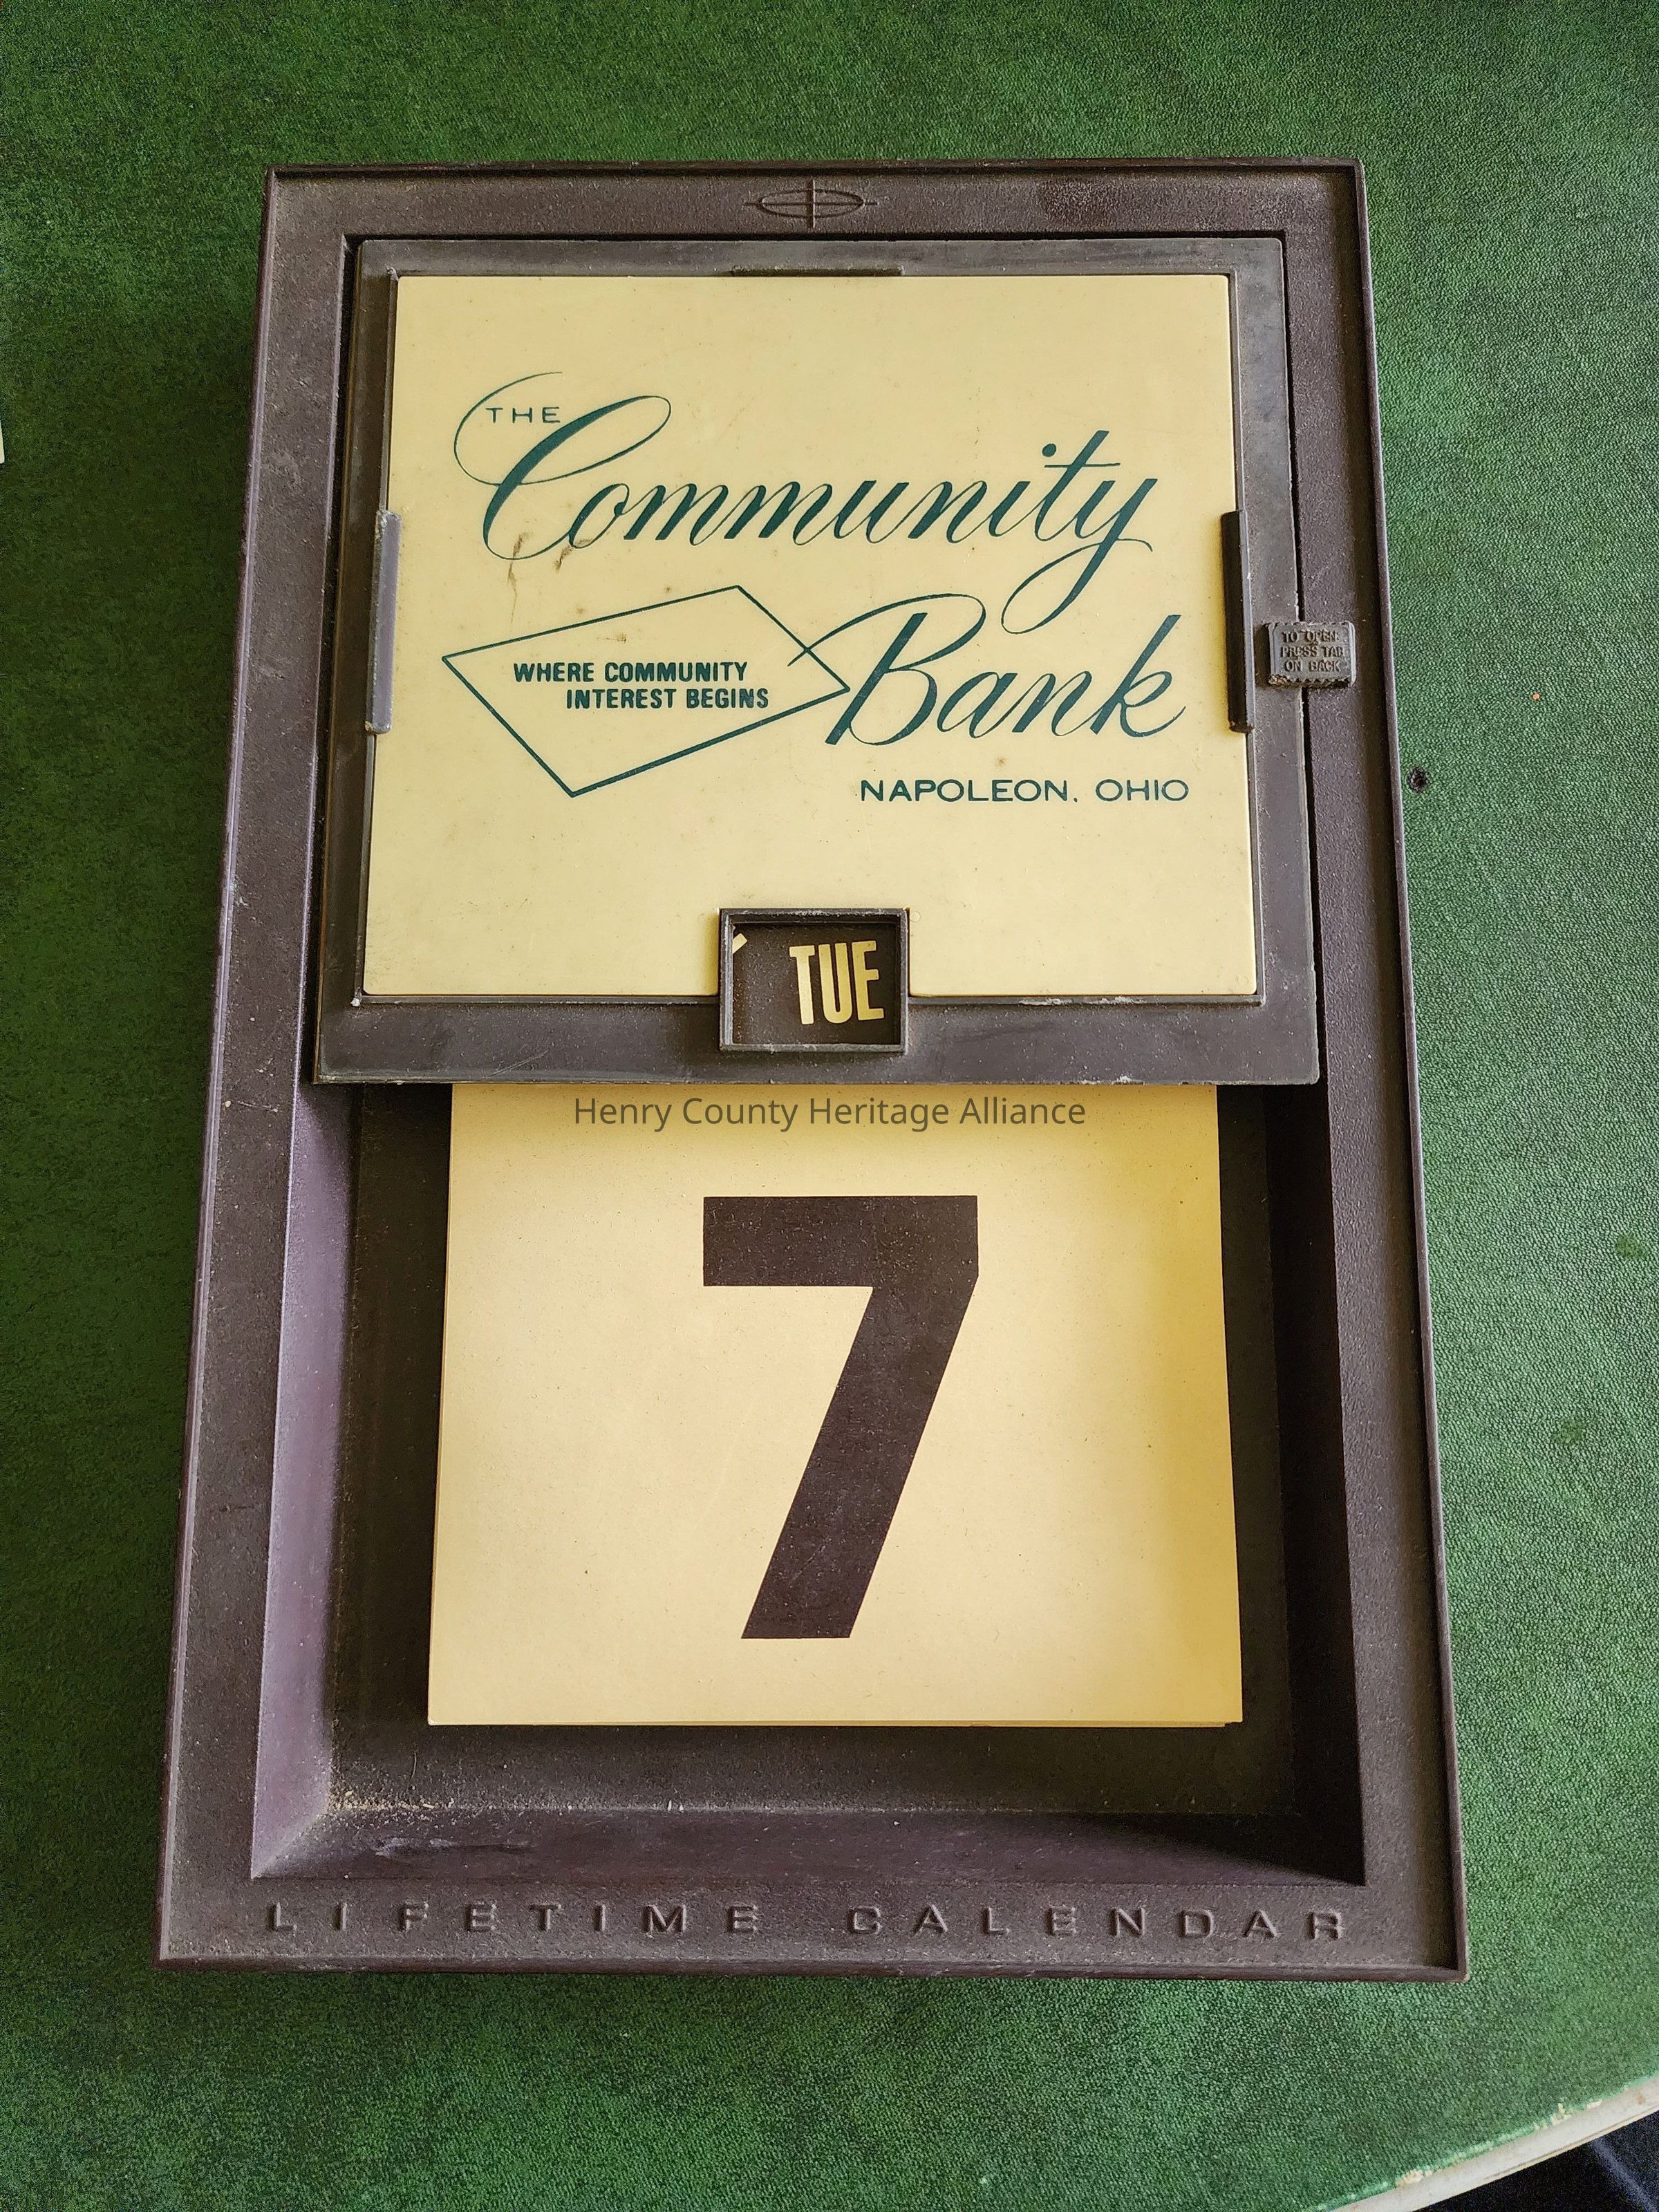 THE
Community
WHERE COMMUNITY
INTEREST BEGINS
Bank
NAPOLEON, OHIO
TO OPEN:
PRESS TAB
ON BACK
TUE
Henry County Heritage Alliance
7
LIFETIME CALENDAR